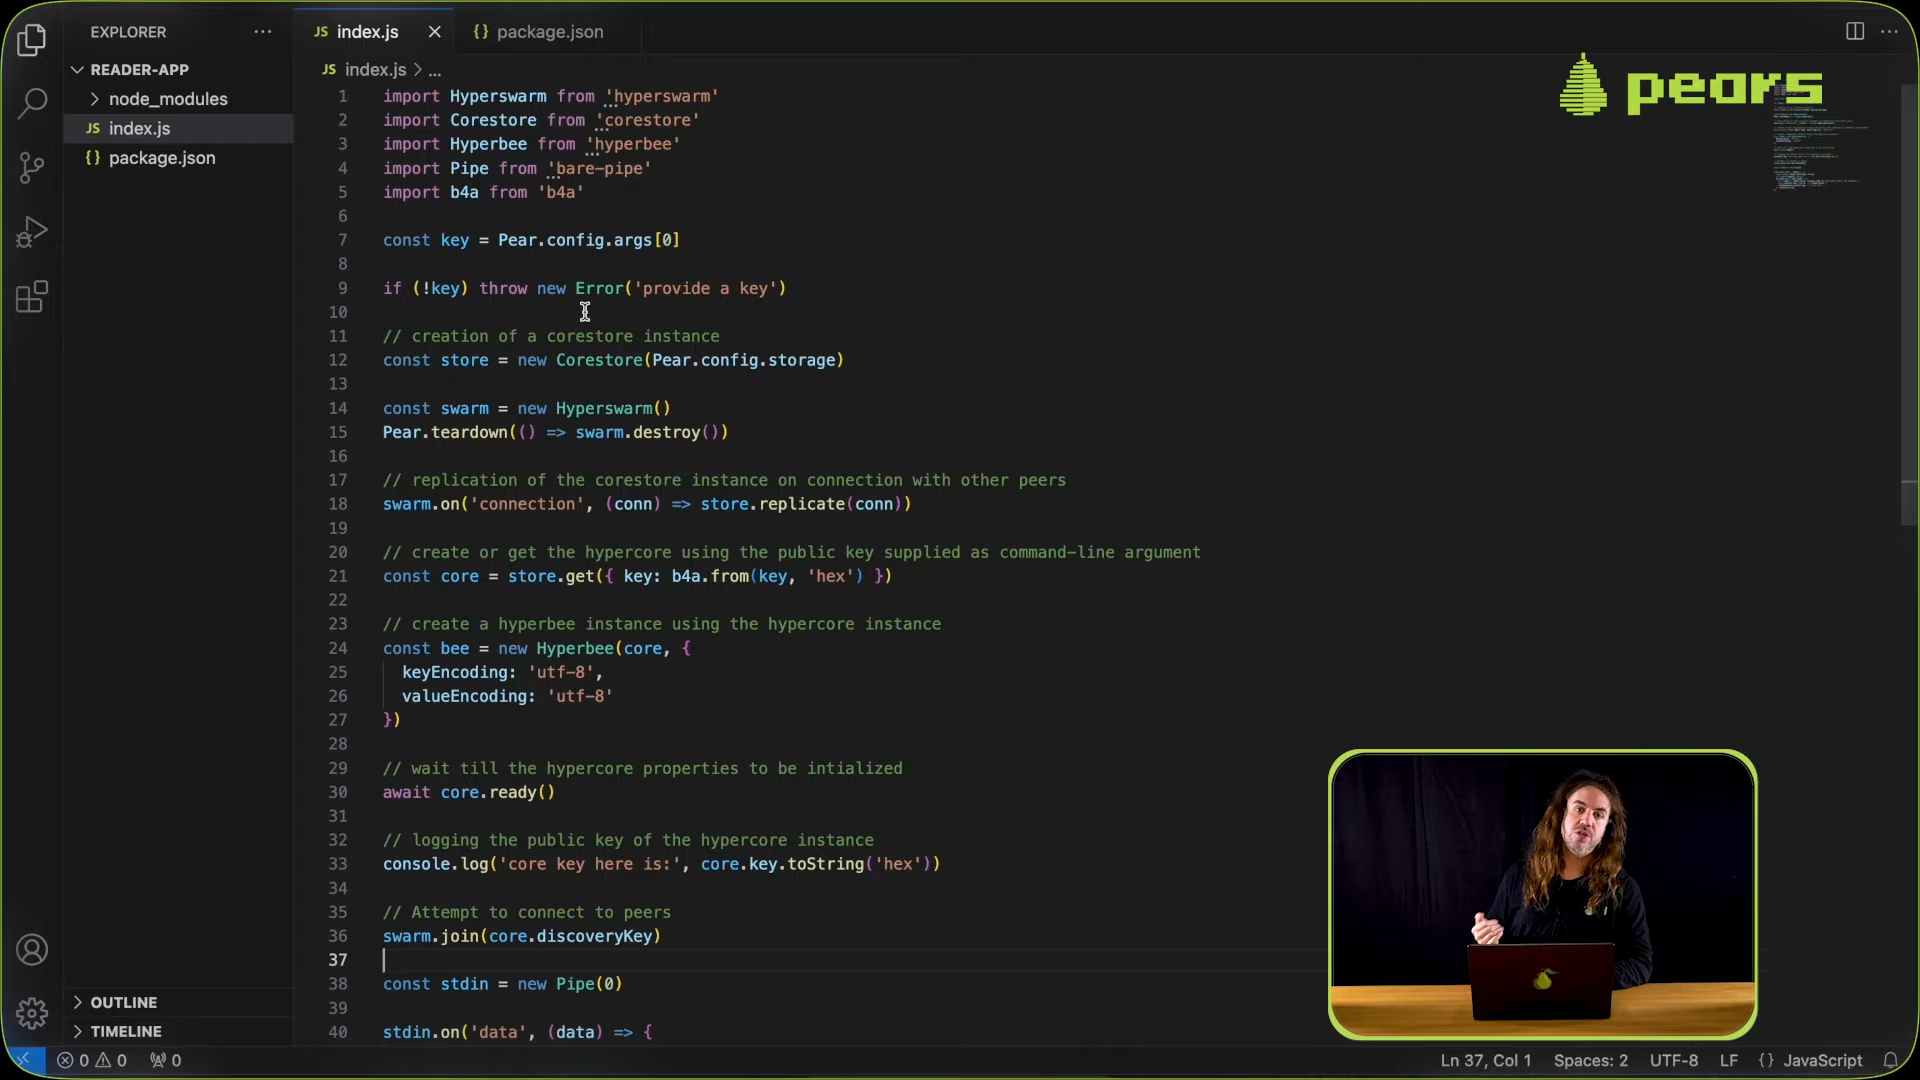 EXPLORER
JS index.js
{} package.json
pears
READER-APP
node_modules
JS index.js
{} package.json
JS index.js > ...
1 import Hyperswarm from 'hyperswarm'
2 import Corestore from 'corestore'
3 import Hyperbee from 'hyperbee'
4 import Pipe from 'bare-pipe'
5 import b4a from 'b4a'
6
7 const key = Pear.config.args[0]
8
9 if (!key) throw new Error('provide a key')
10
11 // creation of a corestore instance
12 const store = new Corestore(Pear.config.storage)
13
14 const swarm = new Hyperswarm()
15 Pear.teardown(() => swarm.destroy())
16
17 // replication of the corestore instance on connection with other peers
18 swarm.on('connection', (conn) => store.replicate(conn))
19
20 // create or get the hypercore using the public key supplied as command-line argument
21 const core = store.get({ key: b4a.from(key, 'hex') })
22
23 // create a hyperbee instance using the hypercore instance
24 const bee = new Hyperbee(core, {
25 keyEncoding: 'utf-8',
26 valueEncoding: 'utf-8'
27 })
28
29 // wait till the hypercore properties to be intialized
30 await core.ready()
31
32 // logging the public key of the hypercore instance
33 console.log('core key here is:', core.key.toString('hex'))
34
35 // Attempt to connect to peers
36 swarm.join(core.discoveryKey)
37
38 const stdin = new Pipe(0)
39
40 stdin.on('data', (data) => {
OUTLINE
TIMELINE
0 0 0
Ln 37, Col 1 Spaces: 2 UTF-8 LF {} JavaScript